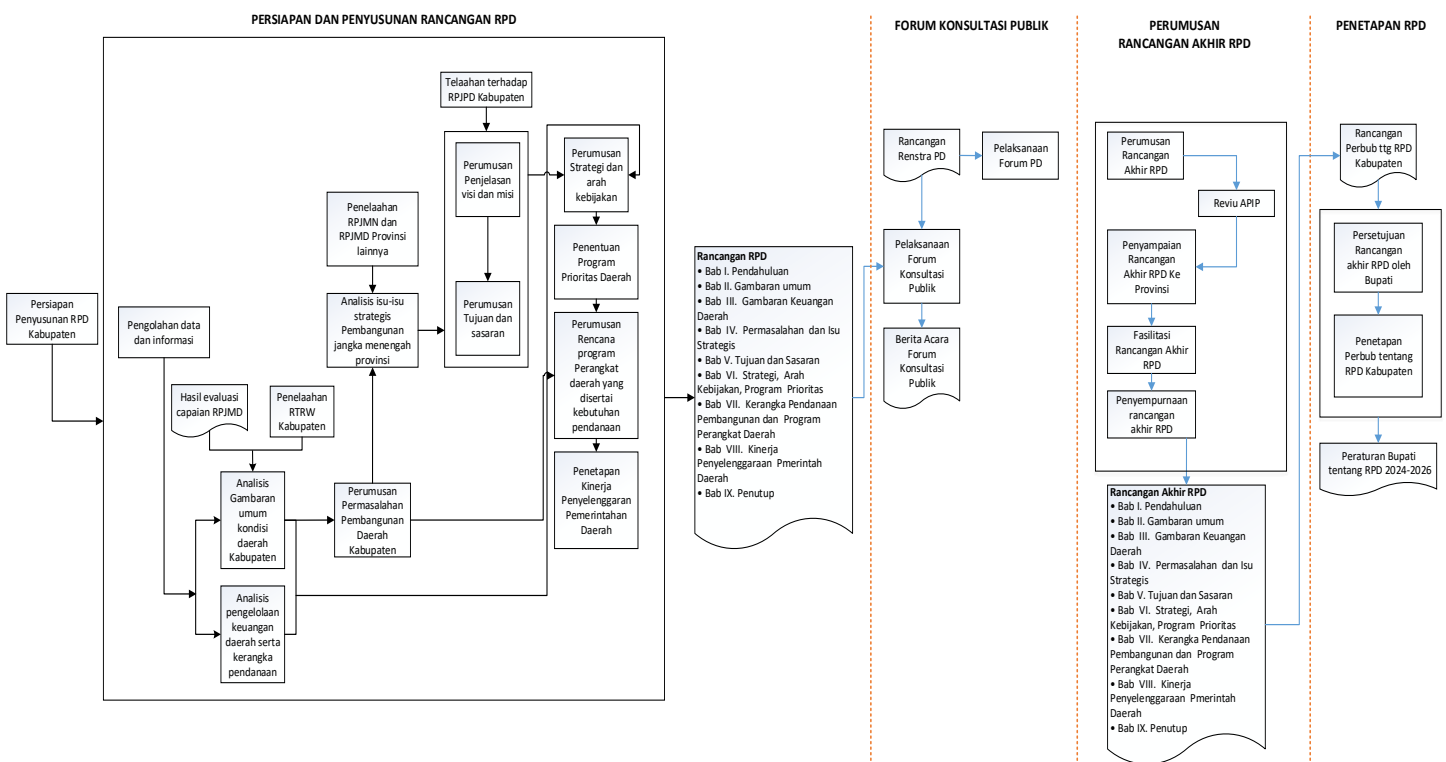 PERSIAPAN DAN PENYUSUNAN RANCANGAN RPD
FORUM KONSULTASI PUBLIK
PERUMUSAN
RANCANGAN AKHIR RPD
PENETAPAN RPD
Persiapan
Penyusunan RPD
Kabupaten
Pengolahan data
dan informasi
Hasil evaluasi
capaian RPJMD
Penelaahan
RTRW
Kabupaten
Analisis
Gambaran
umum
kondisi
daerah
Kabupaten
Analisis
pengelolaan
keuangan
daerah serta
kerangka
pendanaan
Penelaahan
RPJMN dan
RPJMD Provinsi
lainnya
Analisis isu-isu
strategis
Pembangunan
jangka menengah
provinsi
Perumusan
Permasalahan
Pembangunan
Daerah
Kabupaten
Telaahan terhadap
RPJPD Kabupaten
Perumusan
Penjelasan
visi dan misi
Perumusan
Tujuan dan
sasaran
Perumusan
Strategi dan
arah
kebijakan
Penentuan
Program
Prioritas Daerah
Perumusan
Rencana
program
Perangkat
daerah yang
disertai
kebutuhan
pendanaan
Penetapan
Kinerja
Penyelenggaran
Pemerintahan
Daerah
Rancangan RPD
• Bab I. Pendahuluan
• Bab II. Gambaran umum
• Bab III. Gambaran Keuangan
Daerah
• Bab IV. Permasalahan dan Isu
Strategis
• Bab V. Tujuan dan Sasaran
• Bab VI. Strategi, Arah
Kebijakan, Program Prioritas
• Bab VII. Kerangka Pendanaan
Pembangunan dan Program
Perangkat Daerah
• Bab VIII. Kinerja
Penyelenggaraan Pmerintah
Daerah
• Bab IX. Penutup
Rancangan
Renstra PD
Pelaksanaan
Forum PD
Pelaksanaan
Forum
Konsultasi
Publik
Berita Acara
Forum
Konsultasi
Publik
Perumusan
Rancangan
Akhir RPD
Reviu APIP
Penyampaian
Rancangan
Akhir RPD Ke
Provinsi
Fasilitasi
Rancangan Akhir
RPD
Penyempurnaan
rancangan
akhir RPD
Rancangan Akhir RPD
• Bab I. Pendahuluan
• Bab II. Gambaran umum
• Bab III. Gambaran Keuangan
Daerah
• Bab IV. Permasalahan dan Isu
Strategis
• Bab V. Tujuan dan Sasaran
• Bab VI. Strategi, Arah
Kebijakan, Program Prioritas
• Bab VII. Kerangka Pendanaan
Pembangunan dan Program
Perangkat Daerah
• Bab VIII. Kinerja
Penyelenggaraan Pmerintah
Daerah
• Bab IX. Penutup
Rancangan
Perbub ttg RPD
Kabupaten
Persetujuan
Rancangan
akhir RPD oleh
Bupati
Penetapan
Perbub tentang
RPD Kabupaten
Peraturan Bupati
tentang RPD 2024-2026